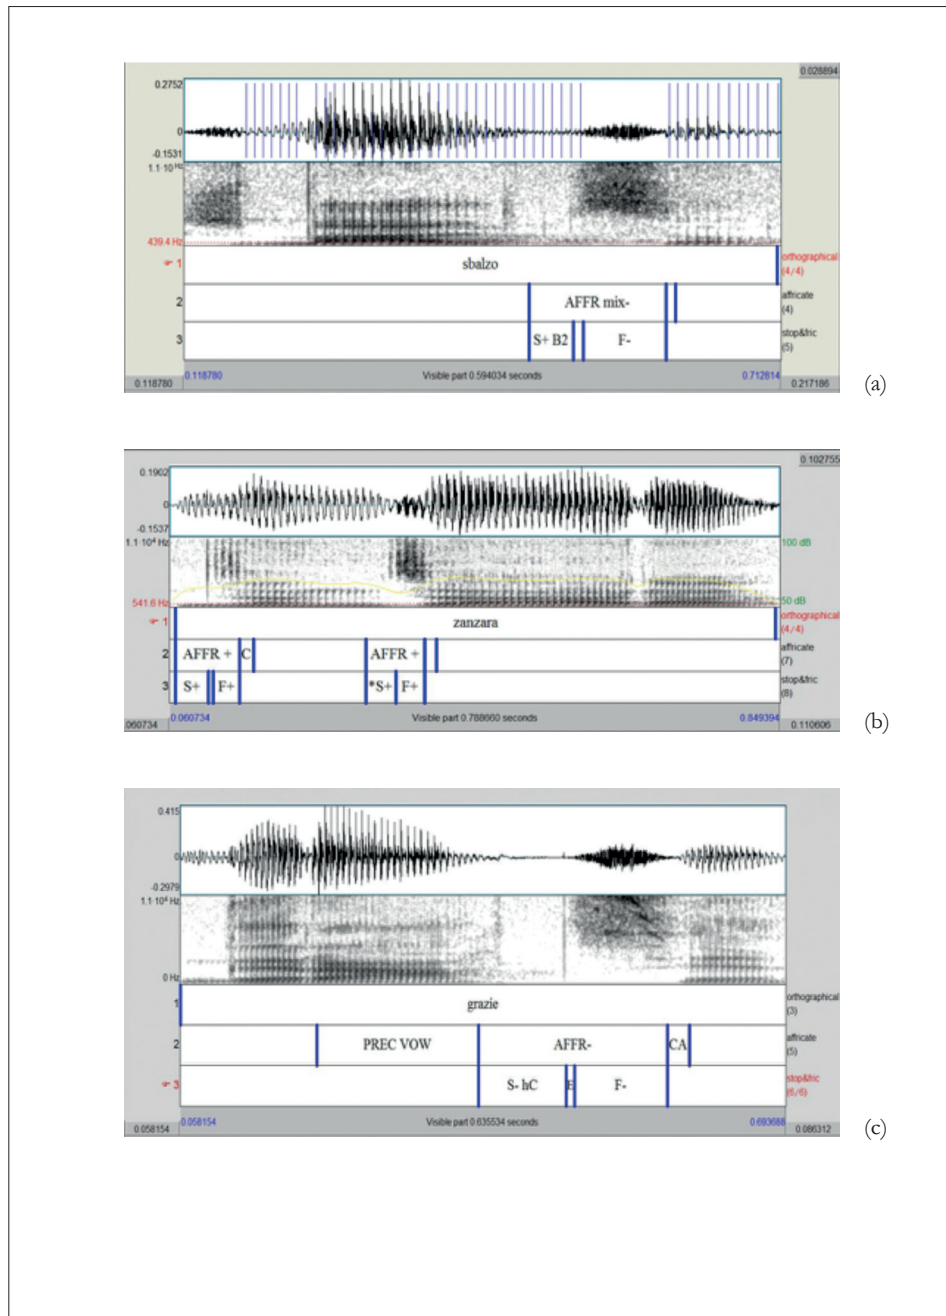 0.028894
0.2752
0
-0.1531
1.1·10⁴ Hz
439.4 Hz
1 sbalzo orthographical (4/4)
2 AFFR mix- affricate (4)
3 S+ B2 F- stop&fric (5)
0.118780 Visible part 0.594034 seconds 0.712814
0.118780 0.217186
(a)
0.102755
0.1902
0
-0.1537
1.1·10⁴ Hz 100 dB
541.6 Hz 50 dB
1 zanzara orthographical (4/4)
2 AFFR + C AFFR + affricate (7)
3 S+ F+ *S+ F+ stop&fric (8)
0.060734 Visible part 0.788660 seconds 0.849394
060734 0.110606
(b)
0.415
0
-0.2979
1.1·10⁴ Hz
0 Hz
1 grazie orthographical (3)
2 PREC VOW AFFR- CA affricate (5)
3 S- hC F- stop&fric (6/6)
0.058154 Visible part 0.635534 seconds 0.693688
0.058154 0.086312
(c)